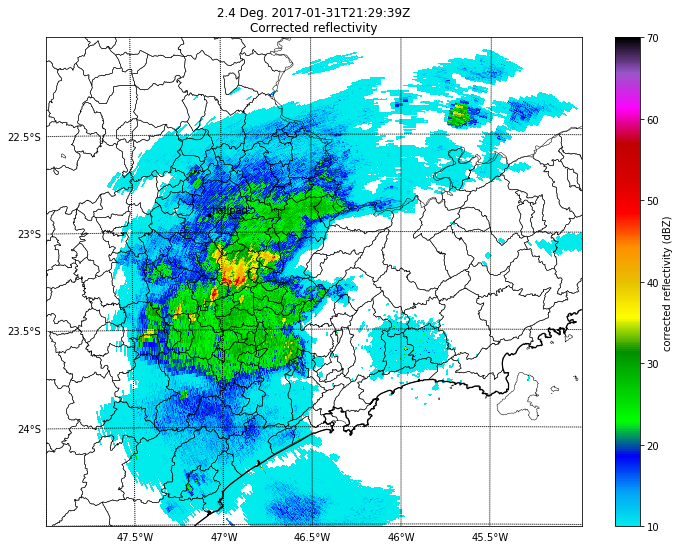 2.4 Deg. 2017-01-31T21:29:39Z
Corrected reflectivity
22.5°S
23°S
23.5°S
24°S
47.5°W
47°W
46.5°W
46°W
45.5°W
70
60
50
40
30
20
10
corrected reflectivity (dBZ)